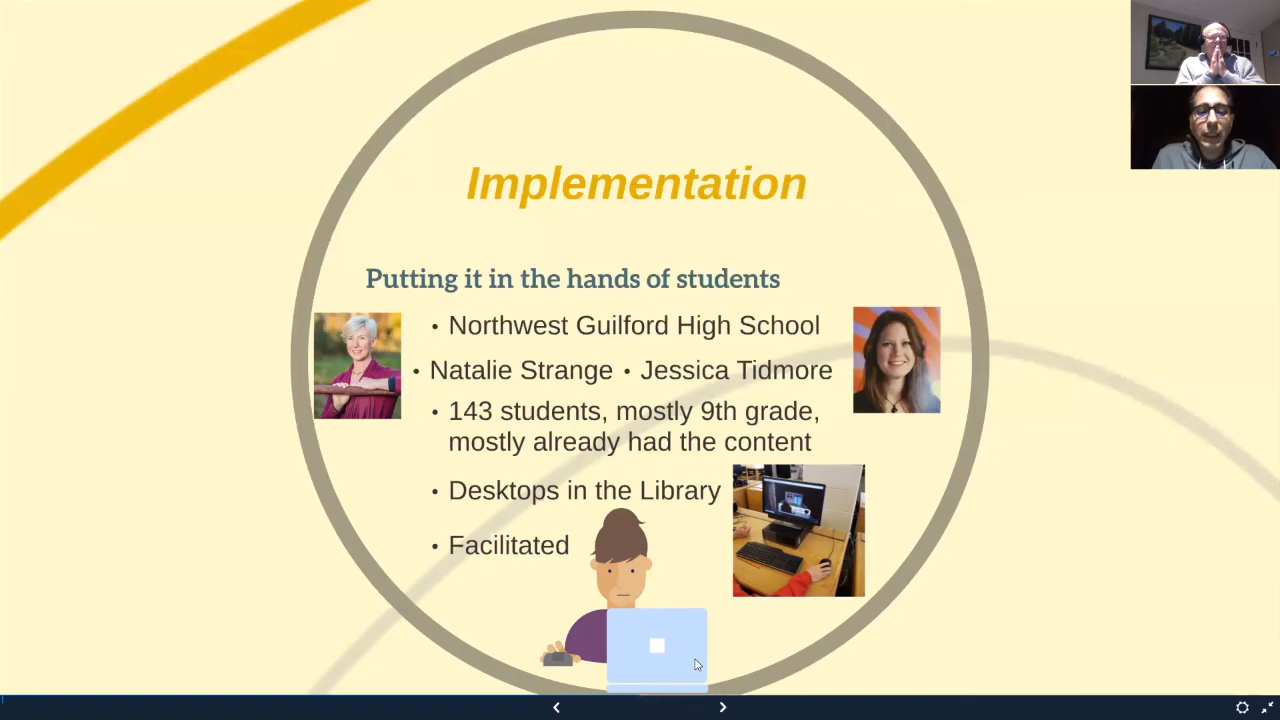 Implementation
Putting it in the hands of students
• Northwest Guilford High School
• Natalie Strange • Jessica Tidmore
• 143 students, mostly 9th grade,
mostly already had the content
• Desktops in the Library
• Facilitated